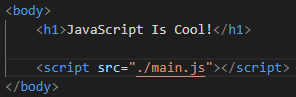 <body>
<h1>JavaScript Is Cool!</h1>
<script src="./main.js"></script>
</body>